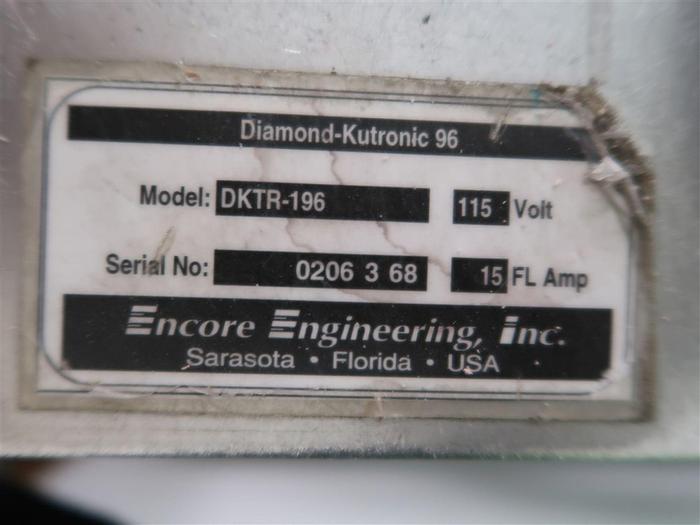 Diamond-Kutronic 96
Model: DKTR-196 115 Volt
Serial No: 0206 3 68 15 FL Amp
Encore Engineering, Inc.
Sarasota • Florida • USA